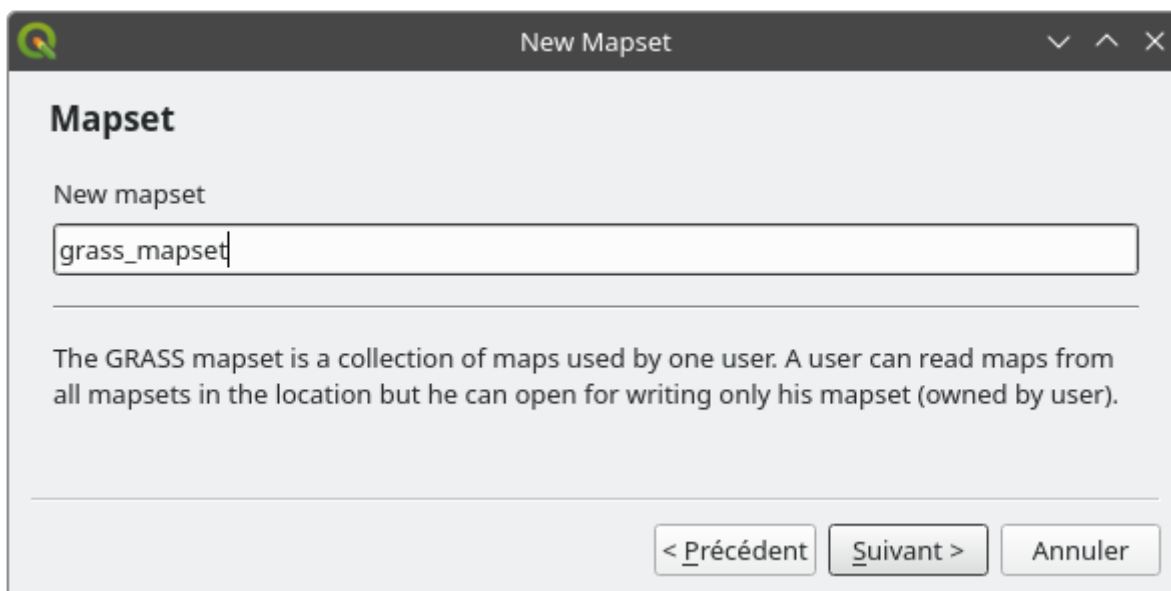 New Mapset
Mapset
New mapset
grass_mapset
The GRASS mapset is a collection of maps used by one user. A user can read maps from
all mapsets in the location but he can open for writing only his mapset (owned by user).
< Précédent Suivant > Annuler